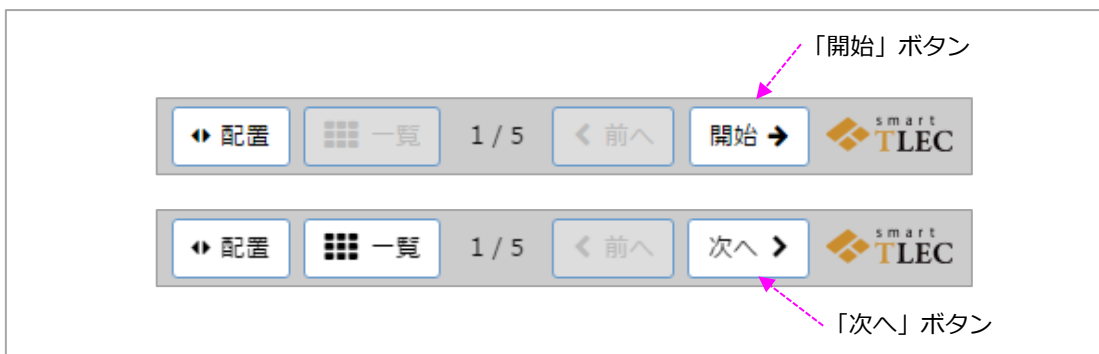 「開始」ボタン
配置 一覧 1 / 5 前へ 開始 smart TLEC
配置 一覧 1 / 5 前へ 次へ smart TLEC
「次へ」ボタン